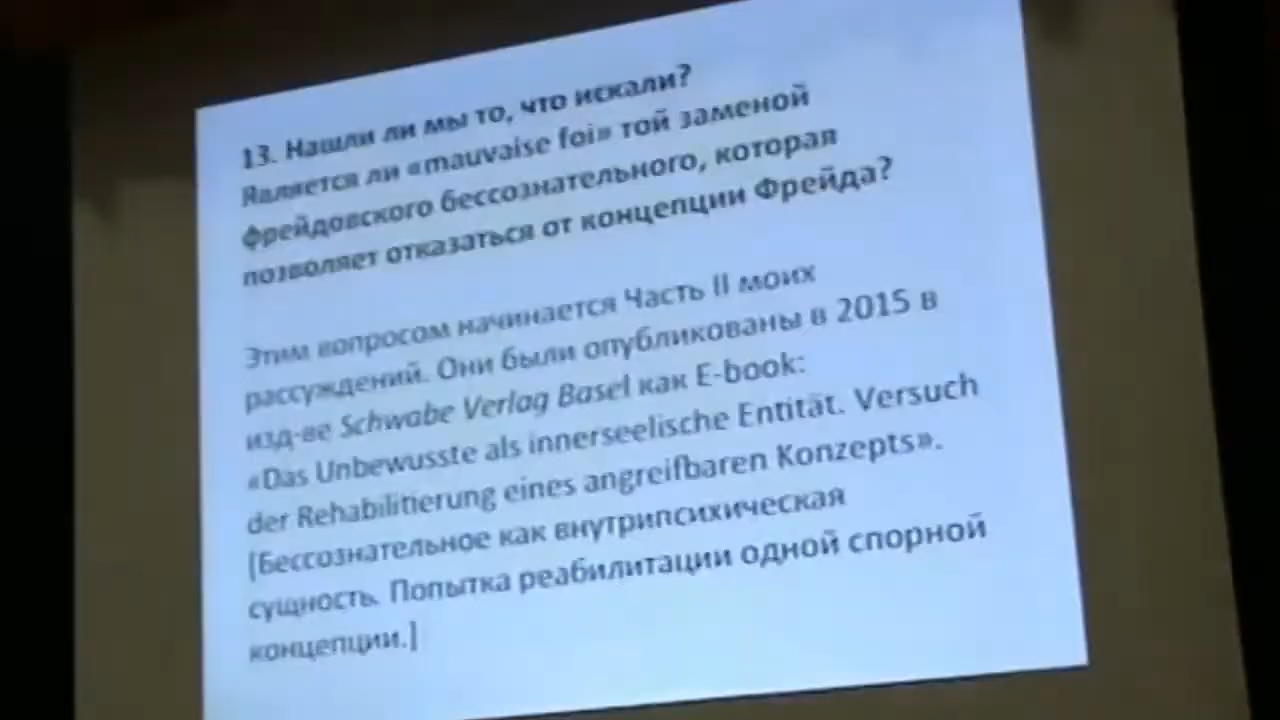 13. Нашли ли мы то, что искали?
Является ли «mauvaise foi» той заменой
фрейдовского бессознательного, которая
позволяет отказаться от концепции Фрейда?
Этим вопросом начинается Часть II моих
рассуждений. Они были опубликованы в 2015 в
изд-ве Schwabe Verlag Basel как E-book:
«Das Unbewusste als innerseelische Entität. Versuch
der Rehabilitierung eines angreifbaren Konzepts».
[Бессознательное как внутрипсихическая
сущность. Попытка реабилитации одной спорной
концепции.]